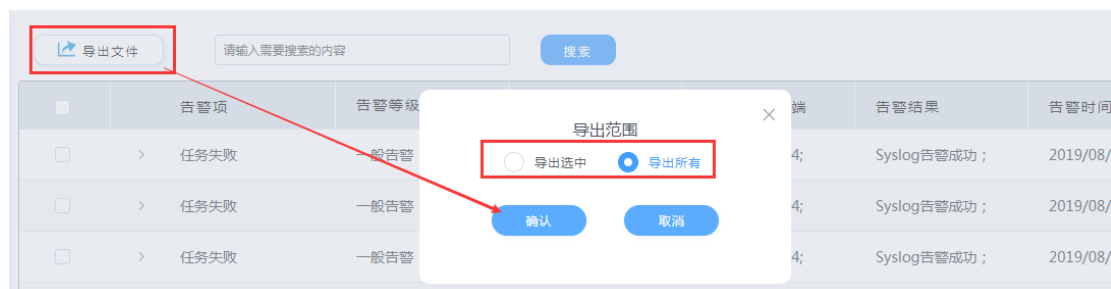 导出文件
请输入需要搜索的内容
搜索
告警项
告警等级
端
告警结果
告警时间
导出范围
导出选中
导出所有
确认
取消
任务失败
一般告警
4;
Syslog告警成功；
2019/08/
任务失败
一般告警
4;
Syslog告警成功；
2019/08/
任务失败
一般告警
4;
Syslog告警成功；
2019/08/